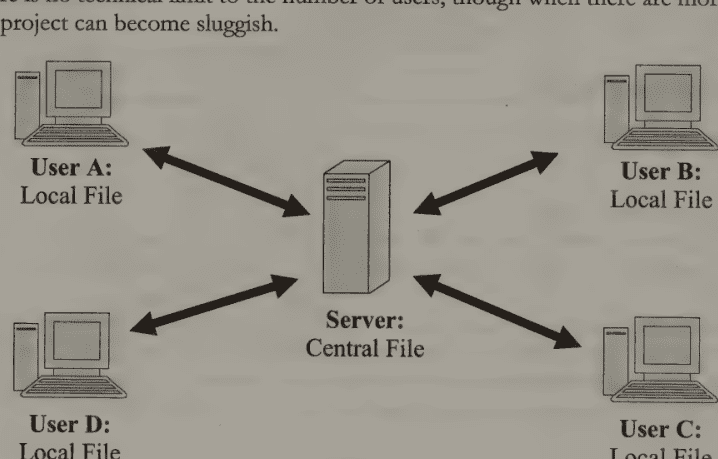 is no technical limit to the number of users, though when there are mor
project can become sluggish.
User A:
Local File
User B:
Local File
Server:
Central File
User D:
Local File
User C:
Local File